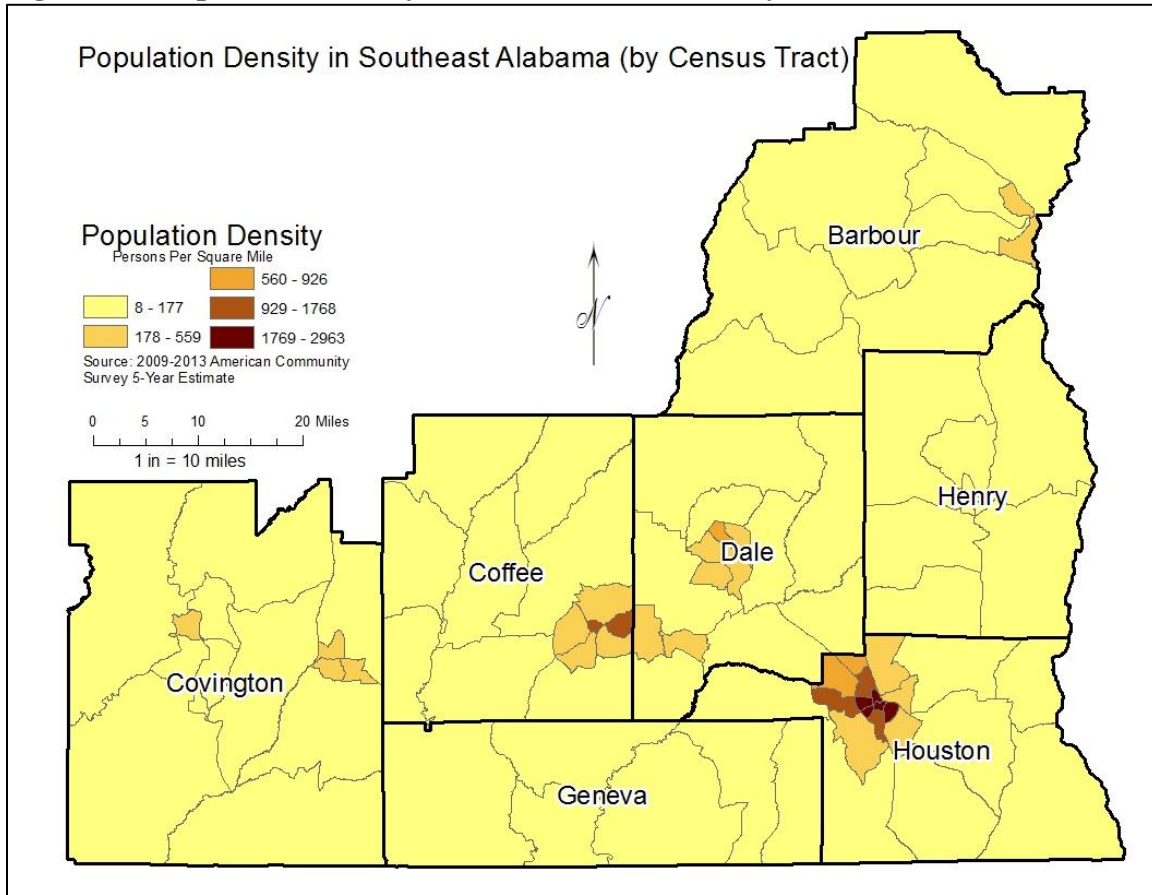 Population Density in Southeast Alabama (by Census Tract)
Population Density
Persons Per Square Mile
560 - 926
8 - 177
929 - 1768
178 - 559
1769 - 2963
Source: 2009-2013 American Community
Survey 5-Year Estimate
0 5 10 20 Miles
1 in = 10 miles
N
Barbour
Henry
Coffee
Dale
Covington
Houston
Geneva